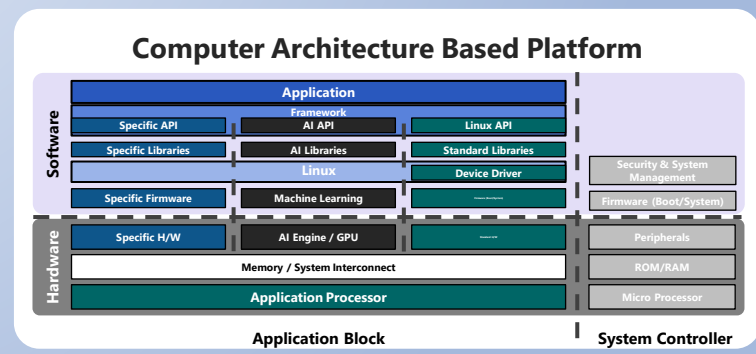 Computer Architecture Based Platform
Software
Application
Framework
Specific API
AI API
Linux API
Specific Libraries
AI Libraries
Standard Libraries
Linux
Device Driver
Security & System
Management
Specific Firmware
Machine Learning
Firmware (Boot/System)
Hardware
Specific H/W
AI Engine / GPU
Peripherals
Memory / System Interconnect
ROM/RAM
Application Processor
Micro Processor
Application Block
System Controller